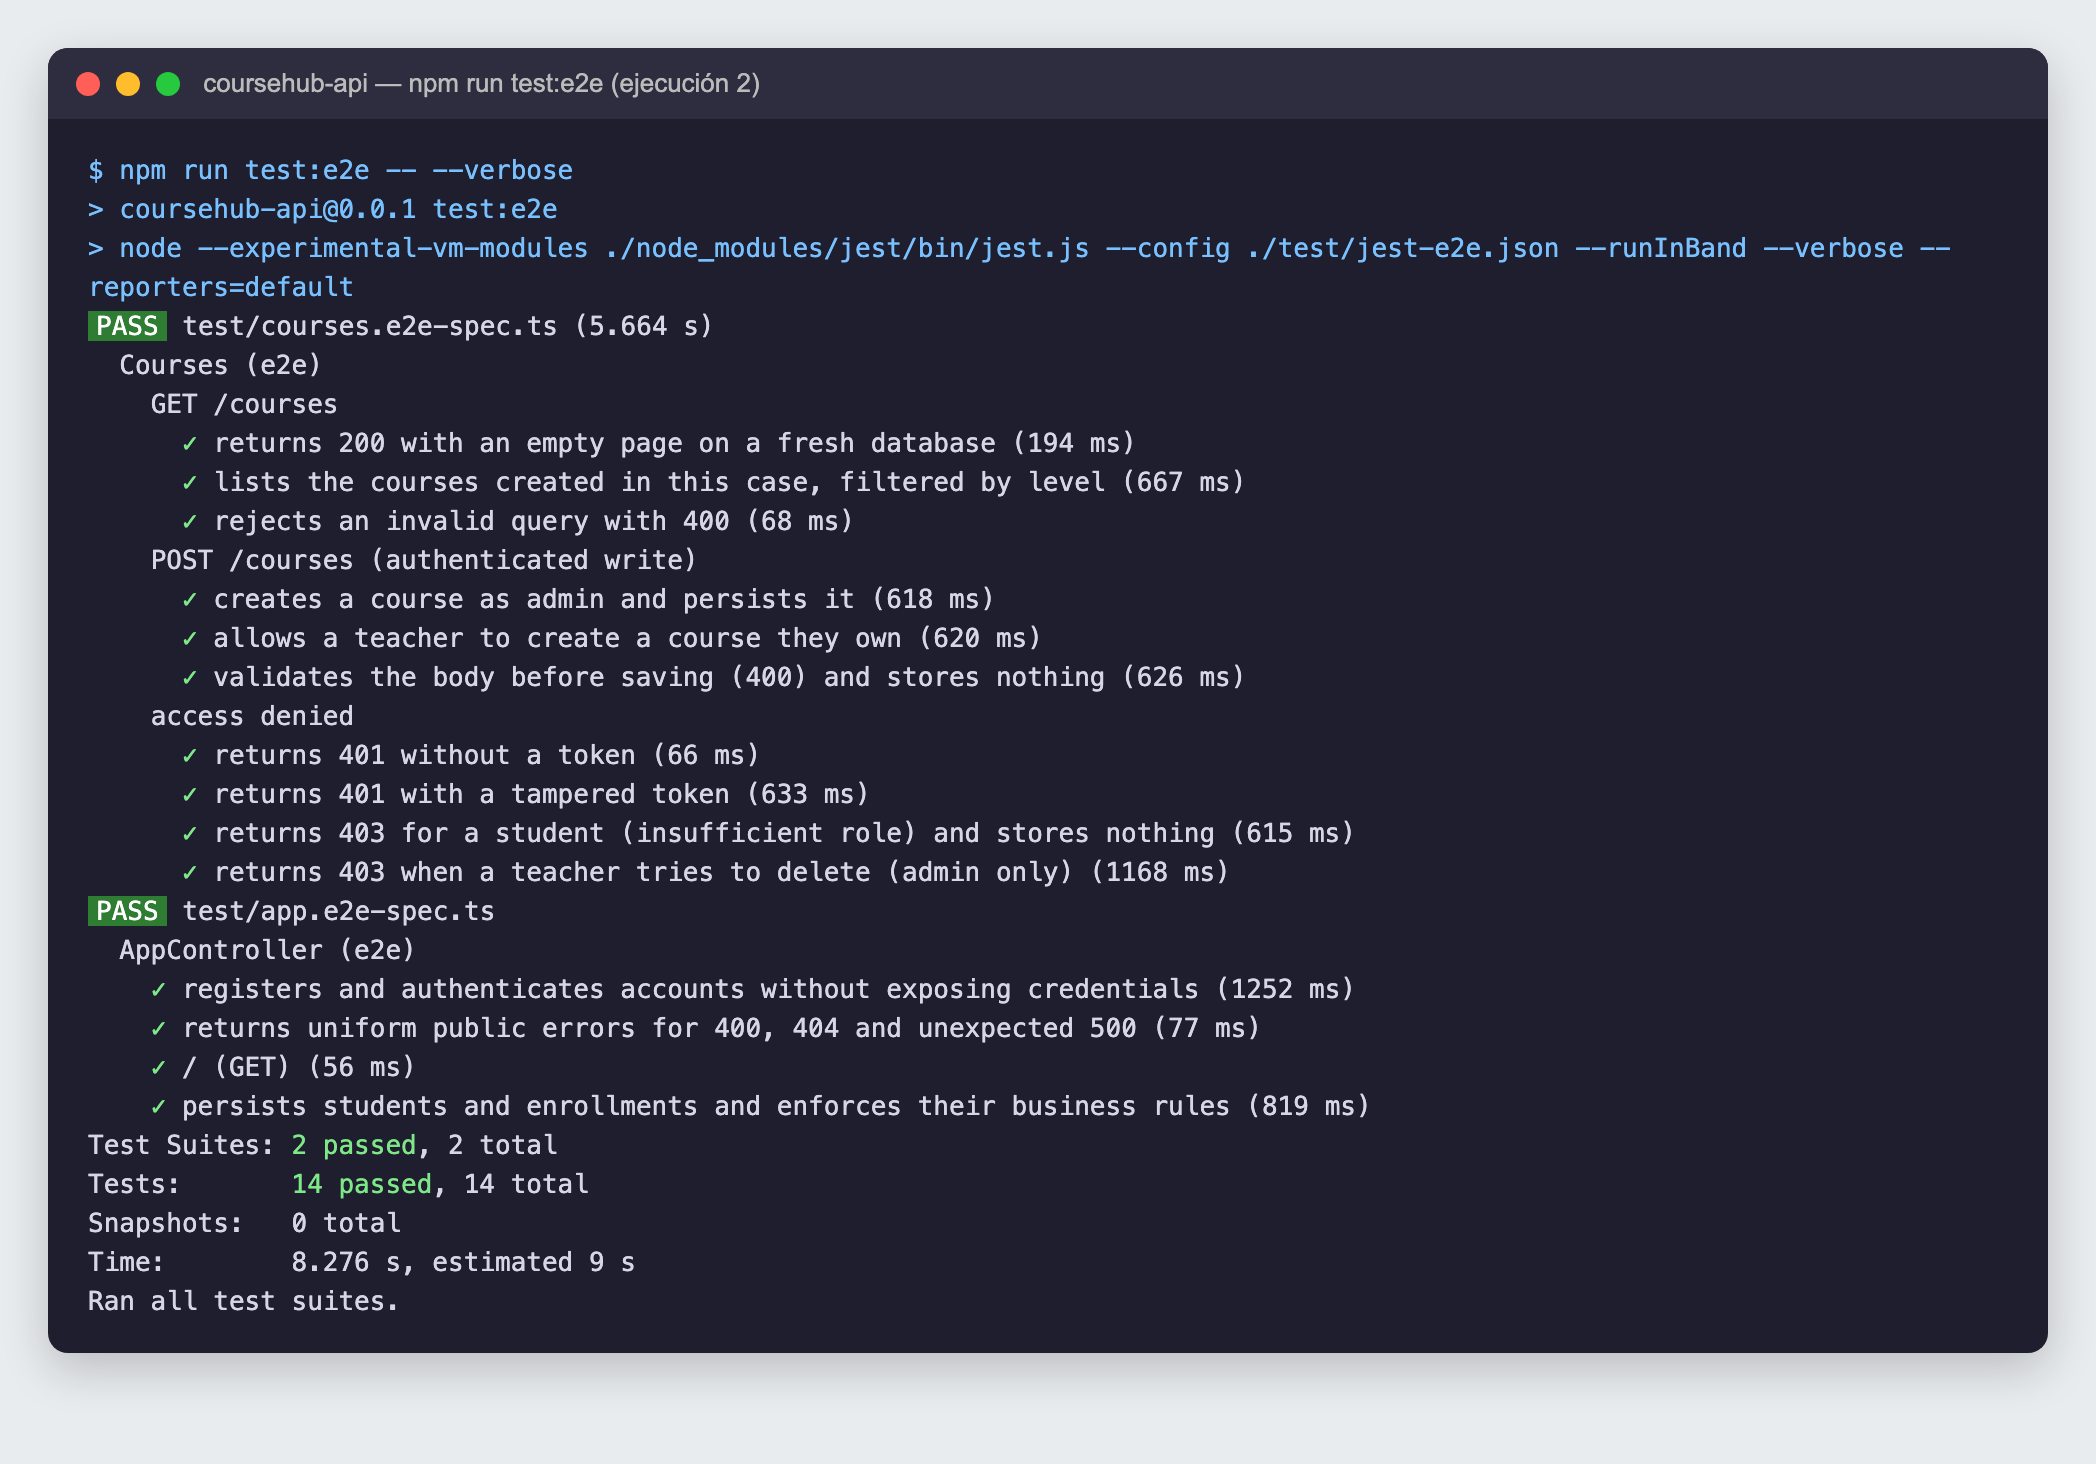 coursehub-api — npm run test:e2e (ejecución 2)
$ npm run test:e2e -- --verbose
> coursehub-api@0.0.1 test:e2e
> node --experimental-vm-modules ./node_modules/jest/bin/jest.js --config ./test/jest-e2e.json --runInBand --verbose --
reporters=default
PASS test/courses.e2e-spec.ts (5.664 s)
Courses (e2e)
GET /courses
✓ returns 200 with an empty page on a fresh database (194 ms)
✓ lists the courses created in this case, filtered by level (667 ms)
✓ rejects an invalid query with 400 (68 ms)
POST /courses (authenticated write)
✓ creates a course as admin and persists it (618 ms)
✓ allows a teacher to create a course they own (620 ms)
✓ validates the body before saving (400) and stores nothing (626 ms)
access denied
✓ returns 401 without a token (66 ms)
✓ returns 401 with a tampered token (633 ms)
✓ returns 403 for a student (insufficient role) and stores nothing (615 ms)
✓ returns 403 when a teacher tries to delete (admin only) (1168 ms)
PASS test/app.e2e-spec.ts
AppController (e2e)
✓ registers and authenticates accounts without exposing credentials (1252 ms)
✓ returns uniform public errors for 400, 404 and unexpected 500 (77 ms)
✓ / (GET) (56 ms)
✓ persists students and enrollments and enforces their business rules (819 ms)
Test Suites: 2 passed, 2 total
Tests: 14 passed, 14 total
Snapshots: 0 total
Time: 8.276 s, estimated 9 s
Ran all test suites.